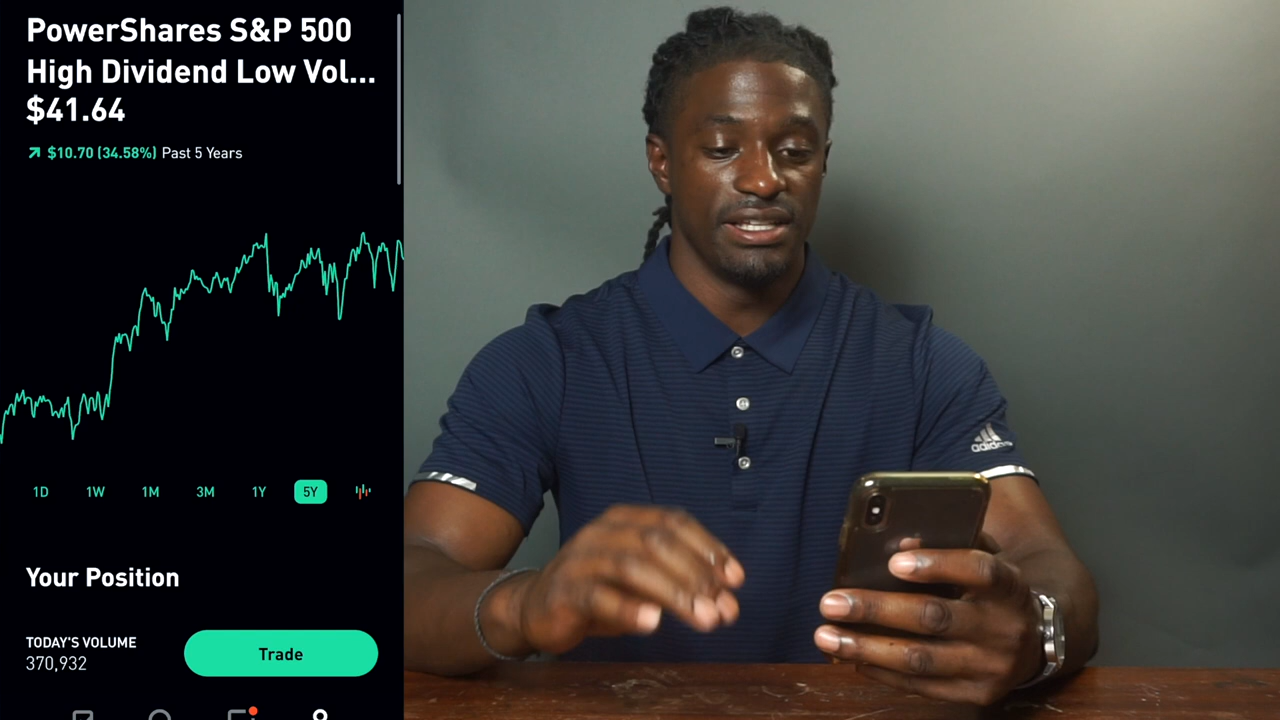 PowerShares S&P 500
High Dividend Low Vol...
$41.64
$10.70 (34.58%) Past 5 Years
1D 1W 1M 3M 1Y 5Y
Your Position
TODAY'S VOLUME
370,932
Trade
adidas